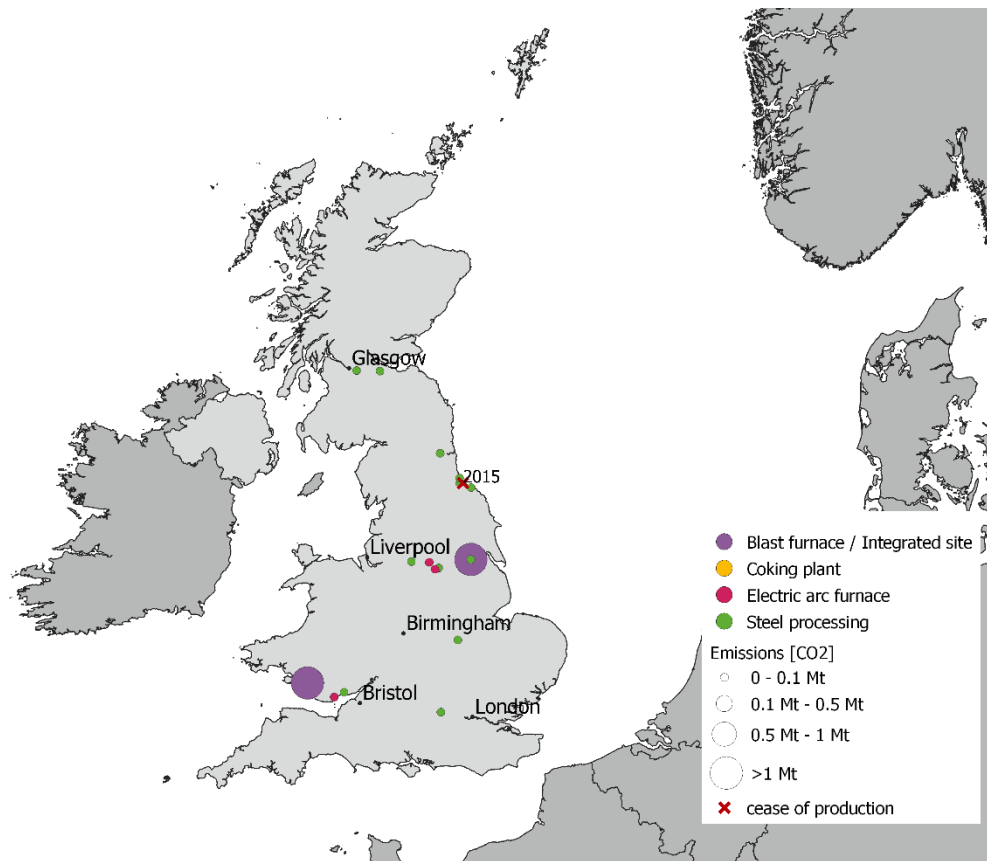 Glasgow
2015
Liverpool
Birmingham
Bristol
London
Blast furnace / Integrated site
Coking plant
Electric arc furnace
Steel processing
Emissions [CO2]
0 - 0.1 Mt
0.1 Mt - 0.5 Mt
0.5 Mt - 1 Mt
>1 Mt
cease of production